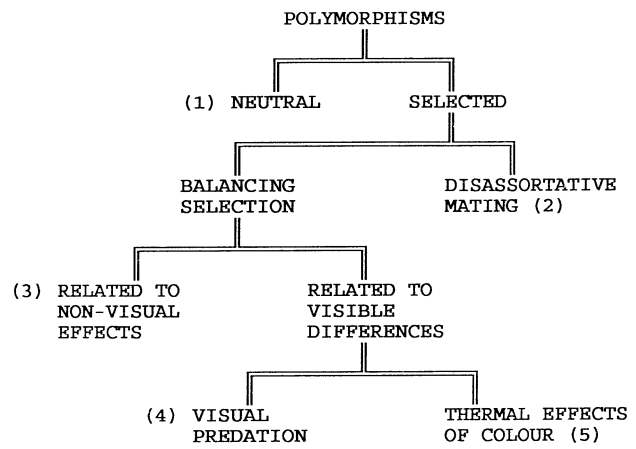 POLYMORPHISMS
(1) NEUTRAL
SELECTED
BALANCING
SELECTION
DISASSORTATIVE
MATING (2)
(3) RELATED TO
NON-VISUAL
EFFECTS
RELATED TO
VISIBLE
DIFFERENCES
(4) VISUAL
PREDATION
THERMAL EFFECTS
OF COLOUR (5)